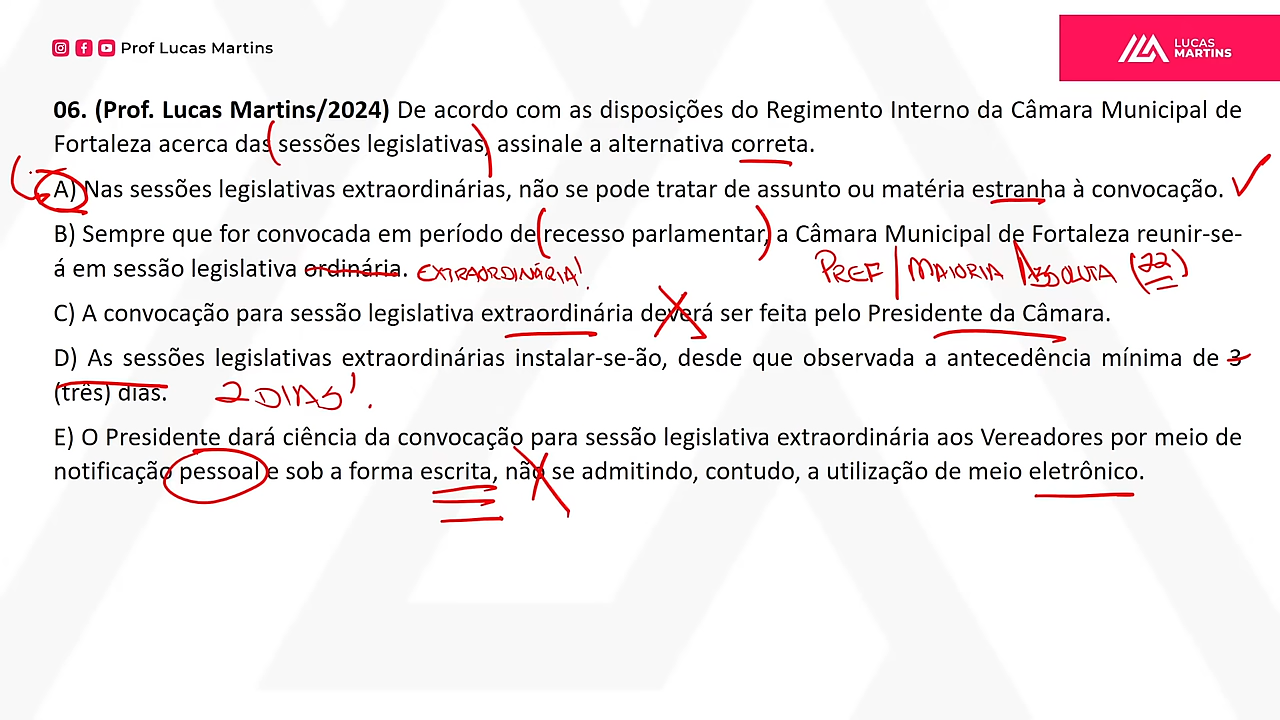 Prof Lucas Martins
LUCAS
MARTINS
06. (Prof. Lucas Martins/2024) De acordo com as disposições do Regimento Interno da Câmara Municipal de
Fortaleza acerca das sessões legislativas, assinale a alternativa correta.
A) Nas sessões legislativas extraordinárias, não se pode tratar de assunto ou matéria estranha à convocação.
B) Sempre que for convocada em período de recesso parlamentar, a Câmara Municipal de Fortaleza reunir-se-
á em sessão legislativa ordinária. EXTRAORDINÁRIA! PREF | MAIORIA ABSOLUTA (22)
C) A convocação para sessão legislativa extraordinária deverá ser feita pelo Presidente da Câmara.
D) As sessões legislativas extraordinárias instalar-se-ão, desde que observada a antecedência mínima de 3
(três) dias. 2 DIAS!
E) O Presidente dará ciência da convocação para sessão legislativa extraordinária aos Vereadores por meio de
notificação pessoal e sob a forma escrita, não se admitindo, contudo, a utilização de meio eletrônico.